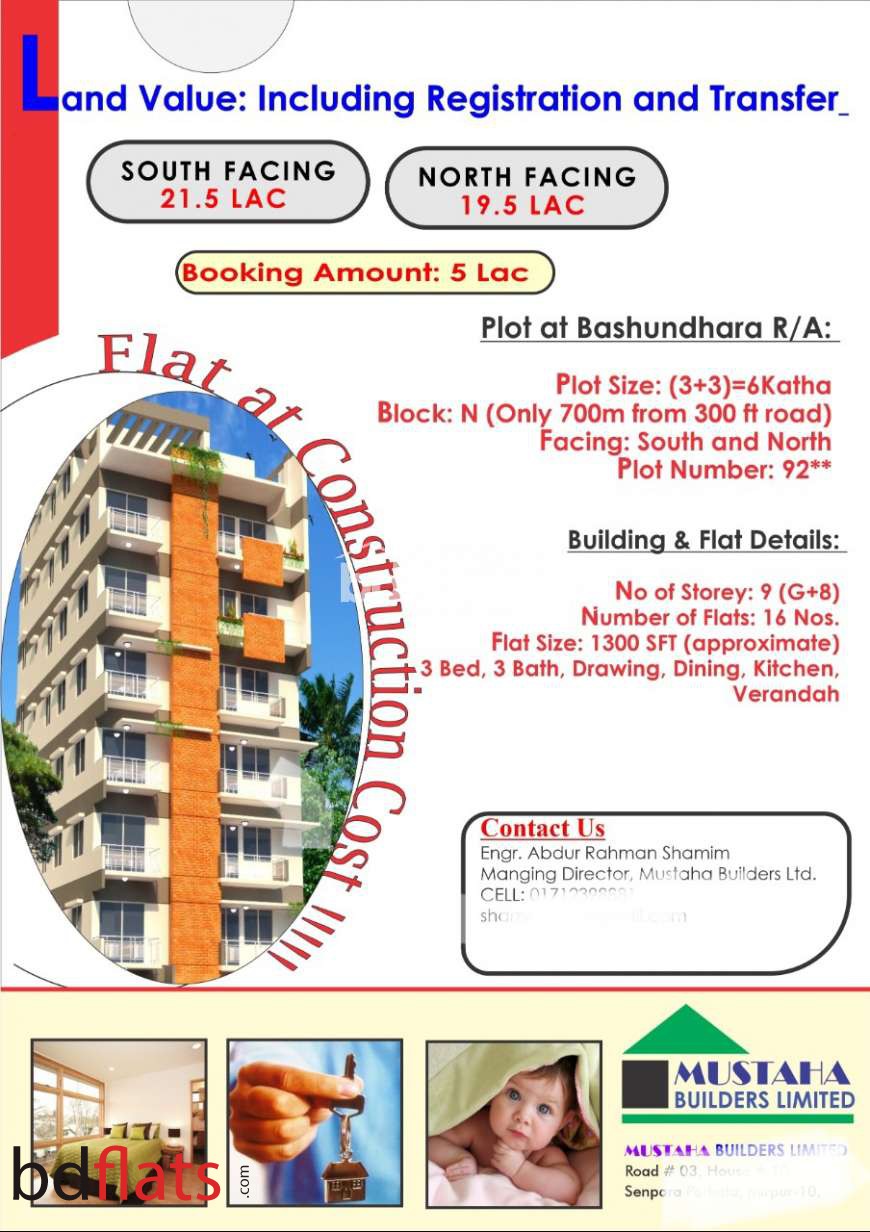 Land Value: Including Registration and Transfer_
SOUTH FACING
21.5 LAC
NORTH FACING
19.5 LAC
Booking Amount: 5 Lac
Plot at Bashundhara R/A:
Plot Size: (3+3)=6Katha
Block: N (Only 700m from 300 ft road)
Facing: South and North
Plot Number: 92**
Flat at Construction Cost !!!!!
Building & Flat Details:
No of Storey: 9 (G+8)
Number of Flats: 16 Nos.
Flat Size: 1300 SFT (approximate)
3 Bed, 3 Bath, Drawing, Dining, Kitchen,
Verandah
Contact Us
Engr. Abdur Rahman Shamim
Manging Director, Mustaha Builders Ltd.
CELL:
MUSTAHA
BUILDERS LIMITED
MUSTAHA BUILDERS LIMITED
Road # 03, House # 10
Senpara
bdflats.com